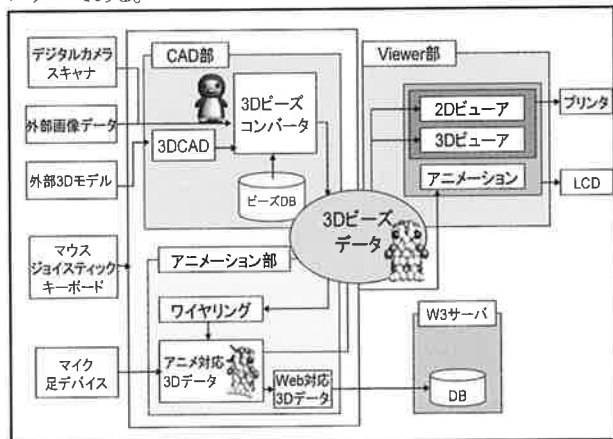 デジタルカメラ
スキャナ
外部画像データ
外部3Dモデル
マウス
ジョイスティック
キーボード
マイク
足デバイス
CAD部
3Dビーズ
コンバータ
3DCAD
ビーズDB
3Dビーズ
データ
アニメーション部
ワイヤリング
アニメ対応
3Dデータ
Web対応
3Dデータ
Viewer部
2Dビューア
3Dビューア
アニメーション
プリンタ
LCD
W3サーバ
DB